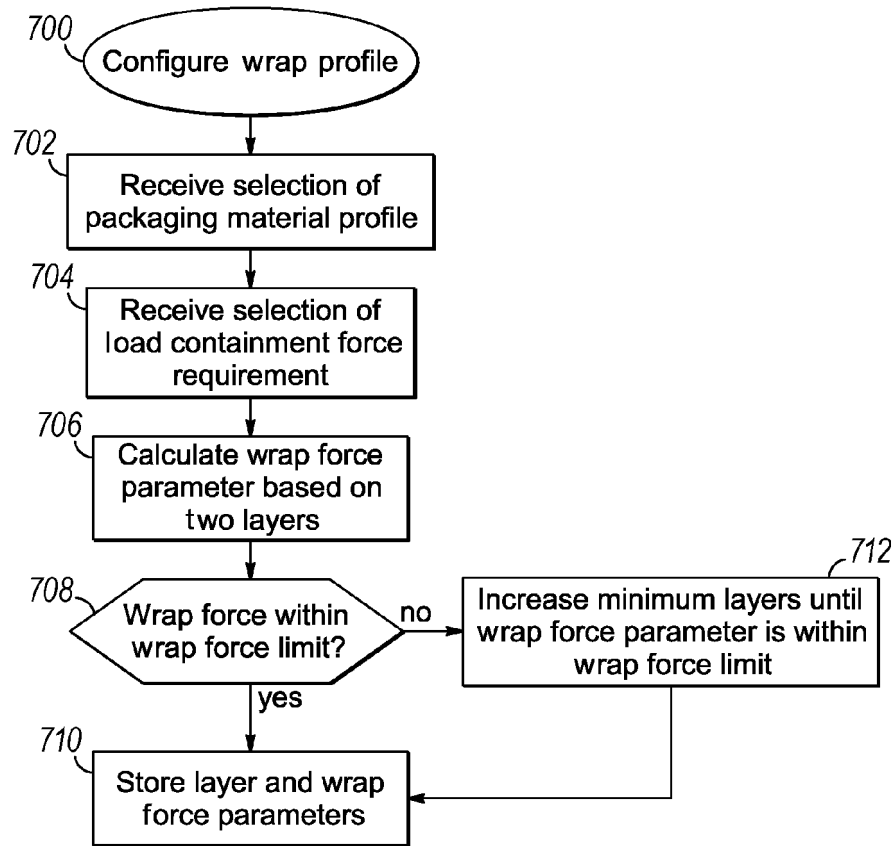 700
Configure wrap profile
702
Receive selection of
packaging material profile
704
Receive selection of
load containment force
requirement
706
Calculate wrap force
parameter based on
two layers
708
Wrap force within
wrap force limit?
no
yes
712
Increase minimum layers until
wrap force parameter is within
wrap force limit
710
Store layer and wrap
force parameters